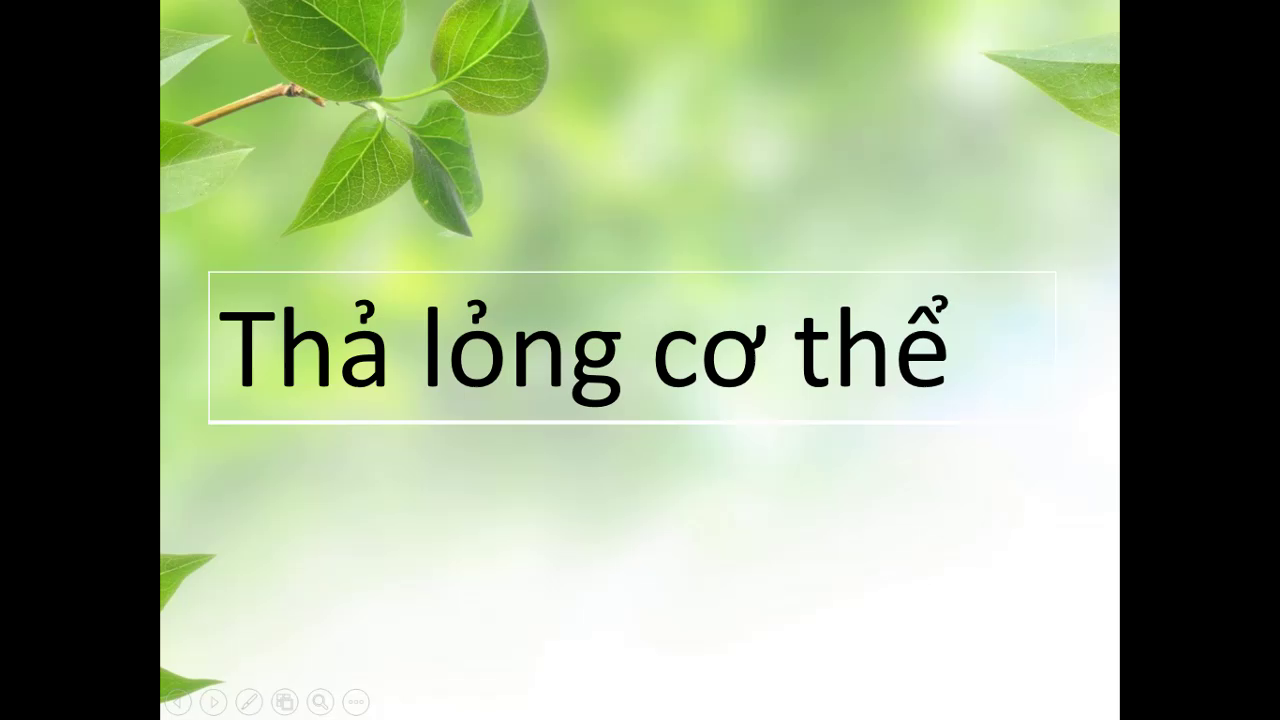 Thả lỏng cơ thể